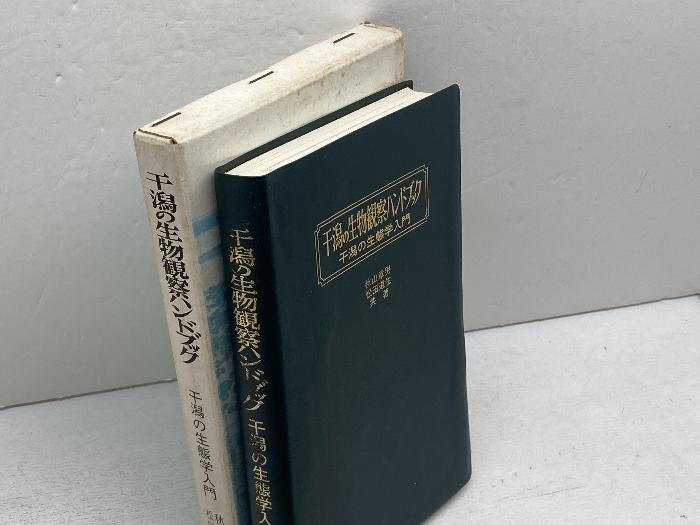 干潟の生物観察ハンドブック
干潟の生態学入門
秋
松
干潟の生物観察ハンドブック
干潟の生態学入
干潟の生物観察ハンドブック
干潟の生態学入門
秋山章男
松田道生
共著